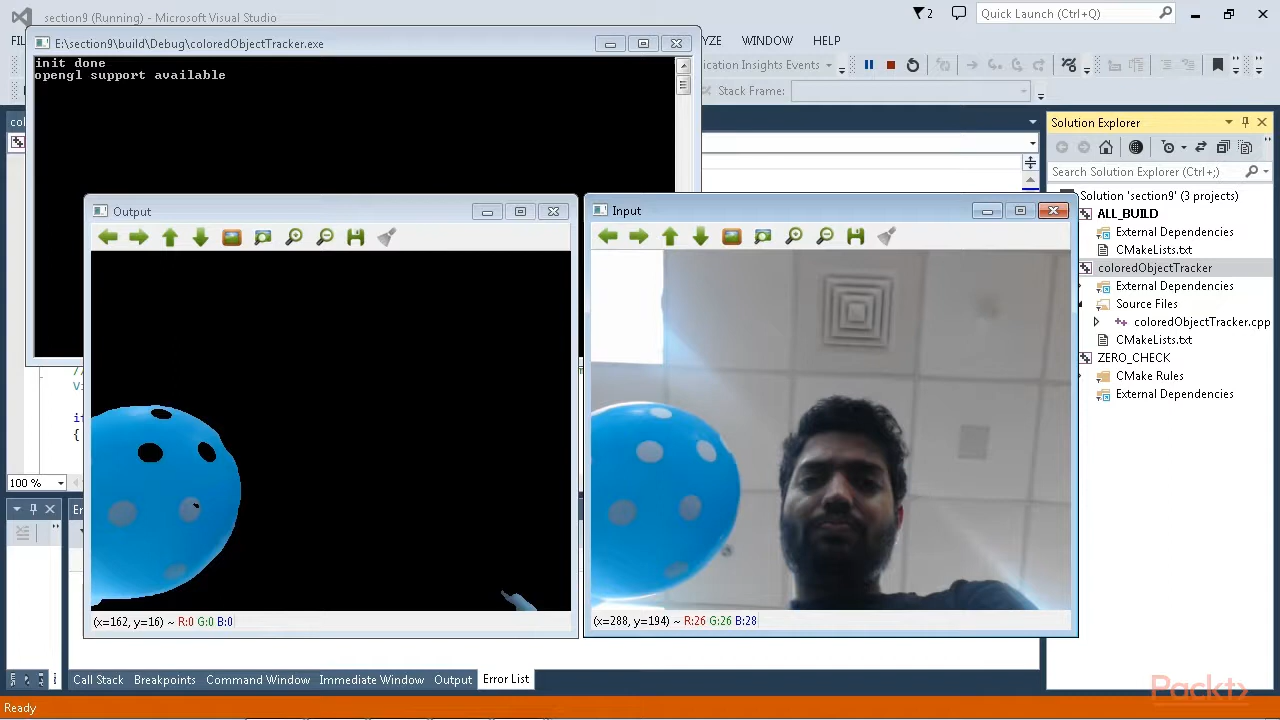 section9 (Running) - Microsoft Visual Studio
2
Quick Launch (Ctrl+Q)
E:\section9\build\Debug\coloredObjectTracker.exe
WINDOW
HELP
init done
opengl support available
ication Insights Events
Stack Frame:
Solution Explorer
Search Solution Explorer (Ctrl+;)
Solution 'section9' (3 projects)
ALL_BUILD
External Dependencies
CMakeLists.txt
coloredObjectTracker
External Dependencies
Source Files
coloredObjectTracker.cpp
CMakeLists.txt
ZERO_CHECK
CMake Rules
External Dependencies
Output
Input
//
{
100 %
(x=162, y=16) ~ R:0 G:0 B:0
(x=288, y=194) ~ R:26 G:26 B:28
Call Stack
Breakpoints
Command Window
Immediate Window
Output
Error List
Packt>
Ready